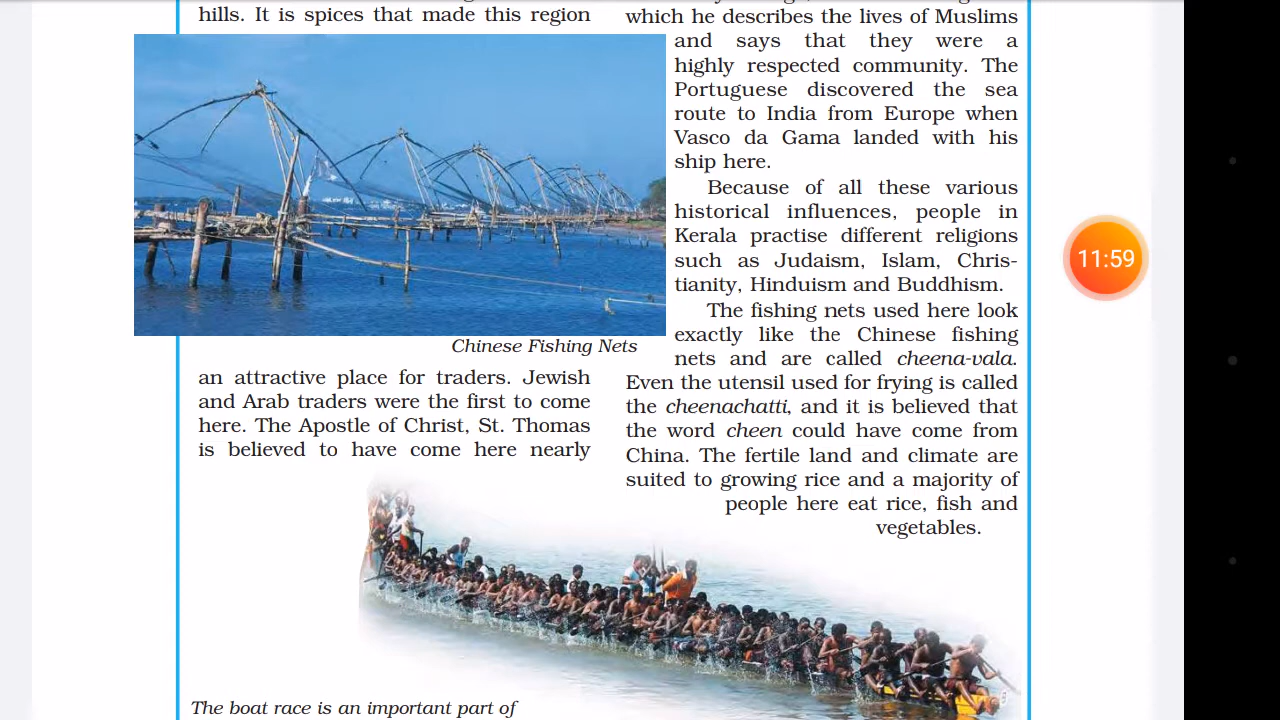 hills. It is spices that made this region
Chinese Fishing Nets
an attractive place for traders. Jewish
and Arab traders were the first to come
here. The Apostle of Christ, St. Thomas
is believed to have come here nearly
which he describes the lives of Muslims
and says that they were a
highly respected community. The
Portuguese discovered the sea
route to India from Europe when
Vasco da Gama landed with his
ship here.
Because of all these various
historical influences, people in
Kerala practise different religions
such as Judaism, Islam, Chris-
tianity, Hinduism and Buddhism.
The fishing nets used here look
exactly like the Chinese fishing
nets and are called cheena-vala.
Even the utensil used for frying is called
the cheenachatti, and it is believed that
the word cheen could have come from
China. The fertile land and climate are
suited to growing rice and a majority of
people here eat rice, fish and
vegetables.
The boat race is an important part of
11:59